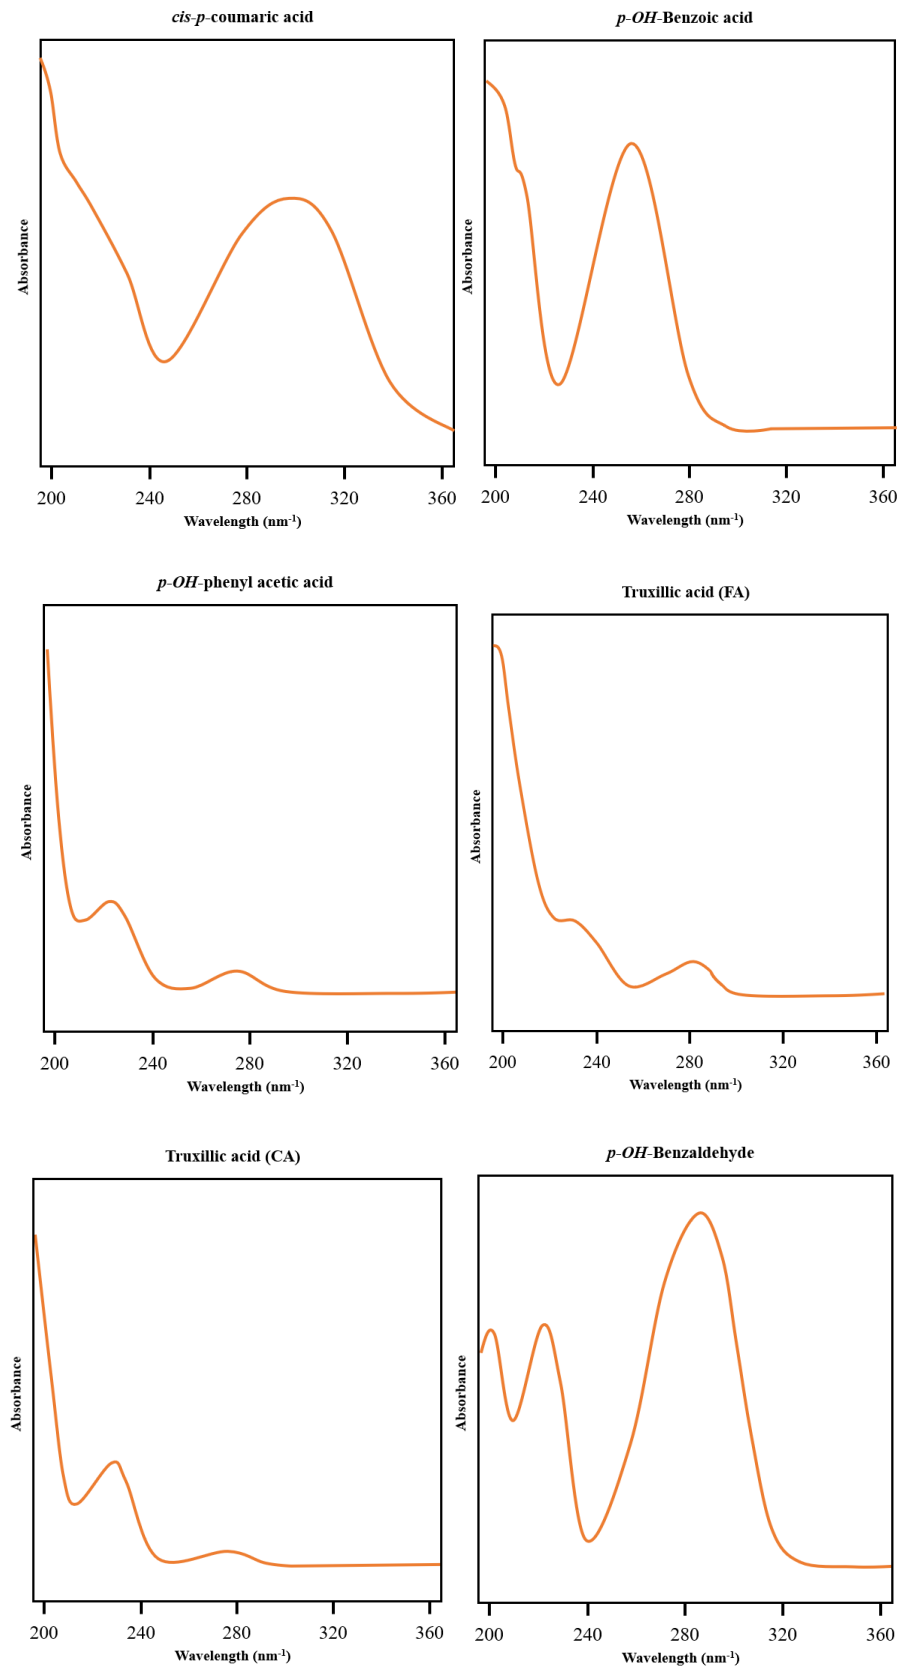 cis-p-coumaric acid
Absorbance
200 240 280 320 360
Wavelength (nm-1)
p-OH-Benzoic acid
Absorbance
200 240 280 320 360
Wavelength (nm-1)
p-OH-phenyl acetic acid
Absorbance
200 240 280 320 360
Wavelength (nm-1)
Truxillic acid (FA)
Absorbance
200 240 280 320 360
Wavelength (nm-1)
Truxillic acid (CA)
Absorbance
200 240 280 320 360
Wavelength (nm-1)
p-OH-Benzaldehyde
Absorbance
200 240 280 320 360
Wavelength (nm-1)